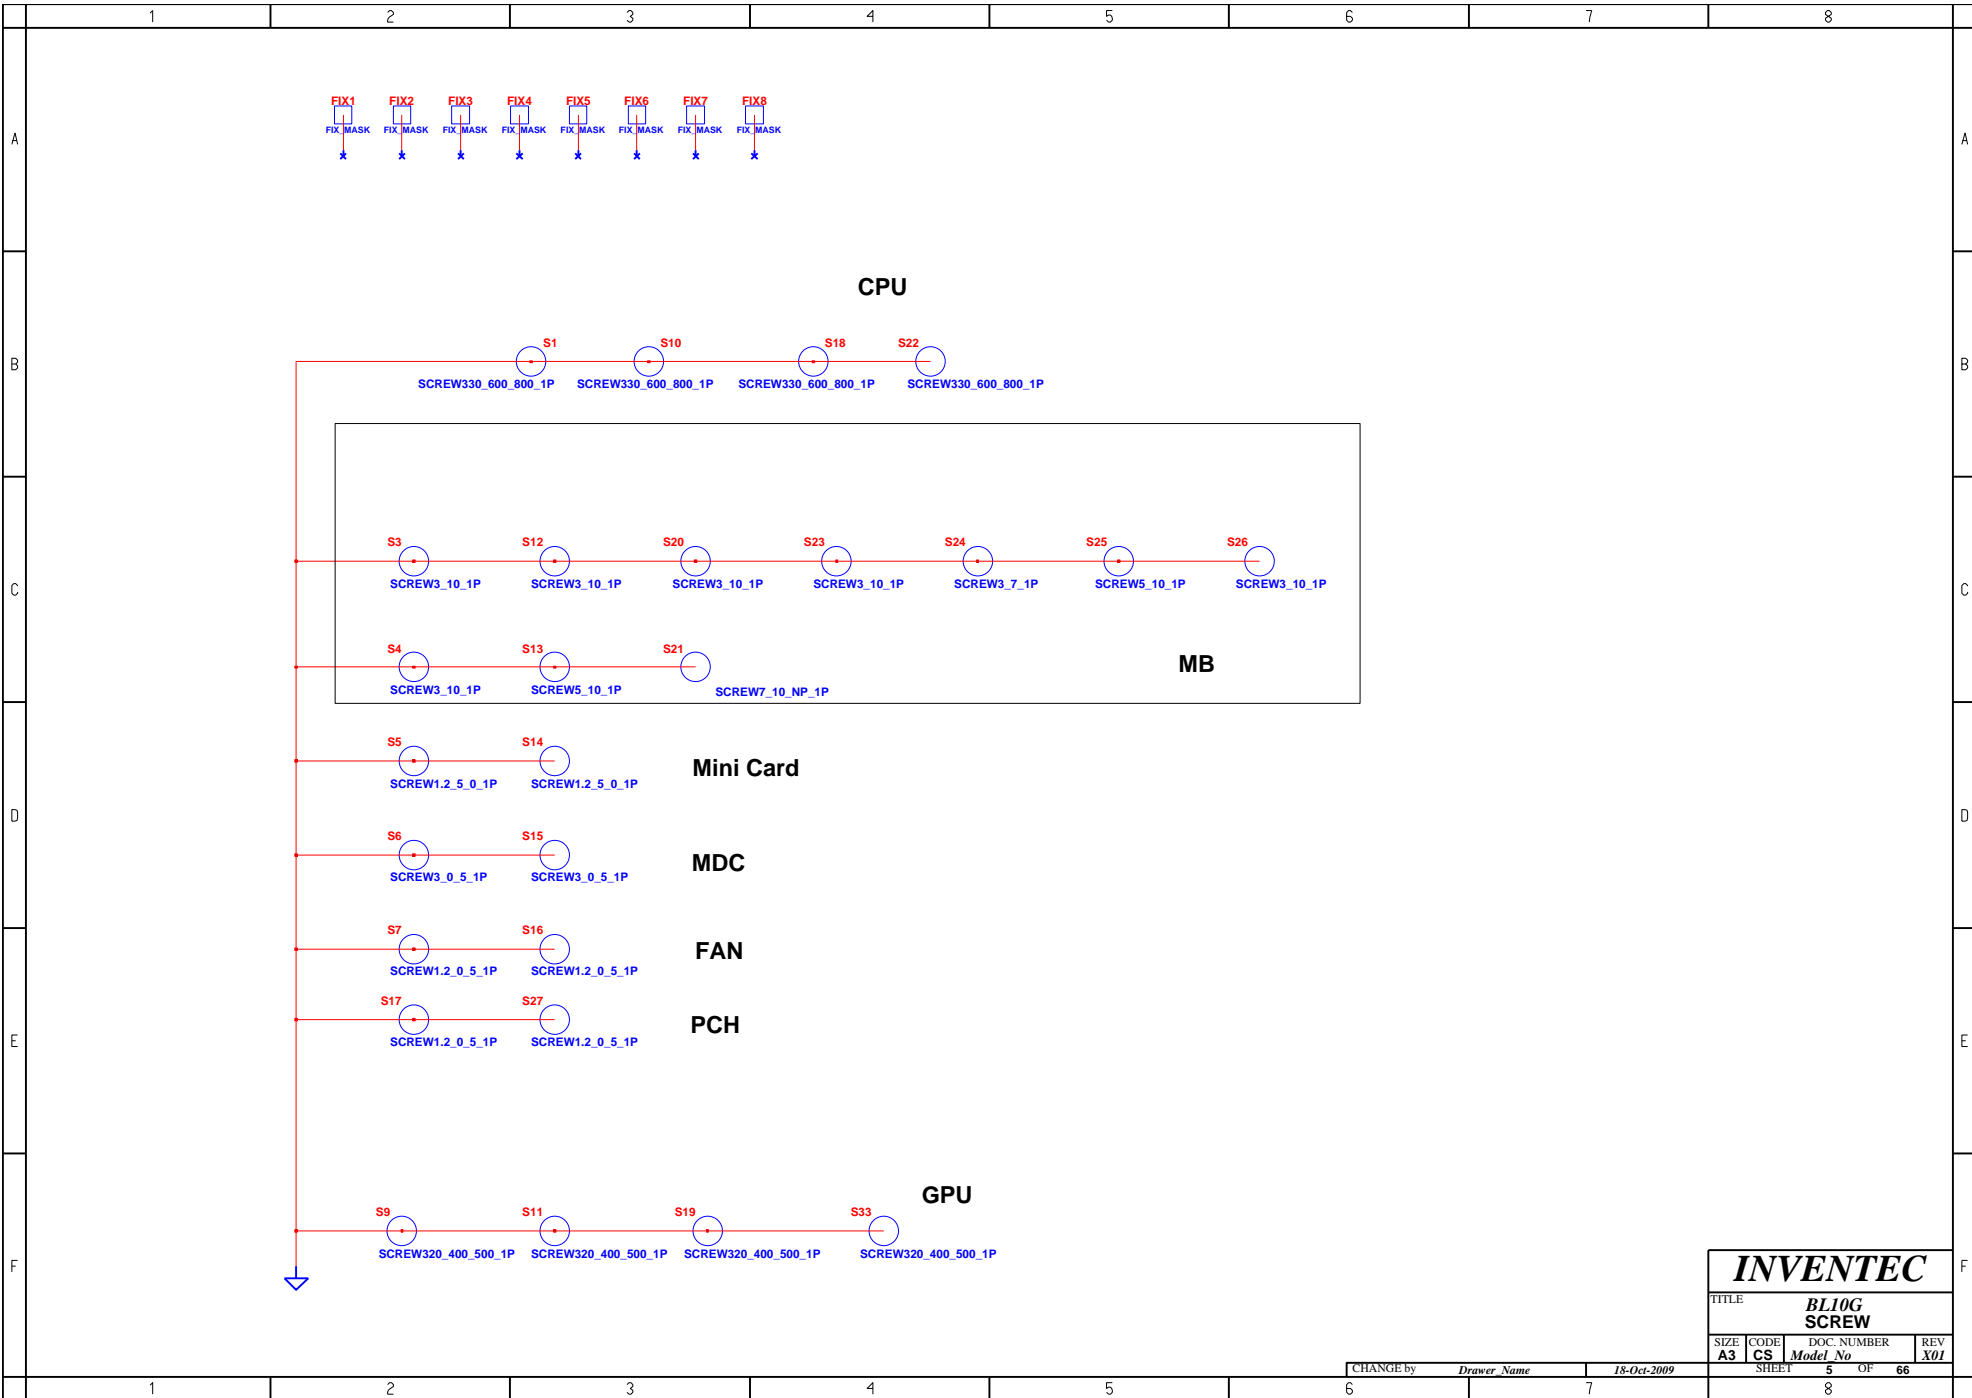 1 2 3 4 5 6 7 8
FIX1 FIX2 FIX3 FIX4 FIX5 FIX6 FIX7 FIX8
FIX_MASK FIX_MASK FIX_MASK FIX_MASK FIX_MASK FIX_MASK FIX_MASK FIX_MASK
A A
CPU
S1 S10 S18 S22
B B
SCREW330_600_800_1P SCREW330_600_800_1P SCREW330_600_800_1P SCREW330_600_800_1P
S3 S12 S20 S23 S24 S25 S26
SCREW3_10_1P SCREW3_10_1P SCREW3_10_1P SCREW3_10_1P SCREW3_7_1P SCREW5_10_1P SCREW3_10_1P
C C
S4 S13 S21
MB
SCREW3_10_1P SCREW5_10_1P SCREW7_10_NP_1P
S5 S14
Mini Card
SCREW1.2_5_0_1P SCREW1.2_5_0_1P
D D
S6 S15
MDC
SCREW3_0_5_1P SCREW3_0_5_1P
S7 S16
FAN
SCREW1.2_0_5_1P SCREW1.2_0_5_1P
S17 S27
PCH
SCREW1.2_0_5_1P SCREW1.2_0_5_1P
E E
GPU
S9 S11 S19 S33
SCREW320_400_500_1P SCREW320_400_500_1P SCREW320_400_500_1P SCREW320_400_500_1P
F F
INVENTEC
TITLE
BL10G
SCREW
SIZE CODE DOC. NUMBER REV
A3 CS Model_No X01
CHANGE by Drawer_Name 18-Oct-2009 SHEET 5 OF 66
1 2 3 4 5 6 7 8